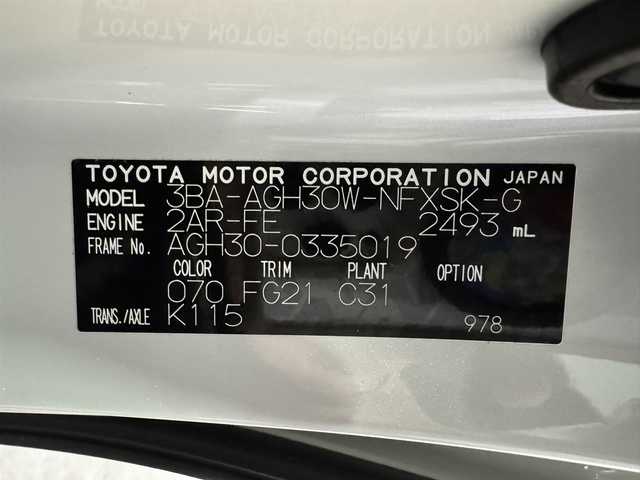 TOYOTA MOTOR CORPORATION JAPAN
MODEL 3BA-AGH30W-NFXSK-G
ENGINE 2AR-FE 2493 mL
FRAME No. AGH30-0335019
COLOR TRIM PLANT OPTION
070 FG21 C31
TRANS./AXLE K115
978